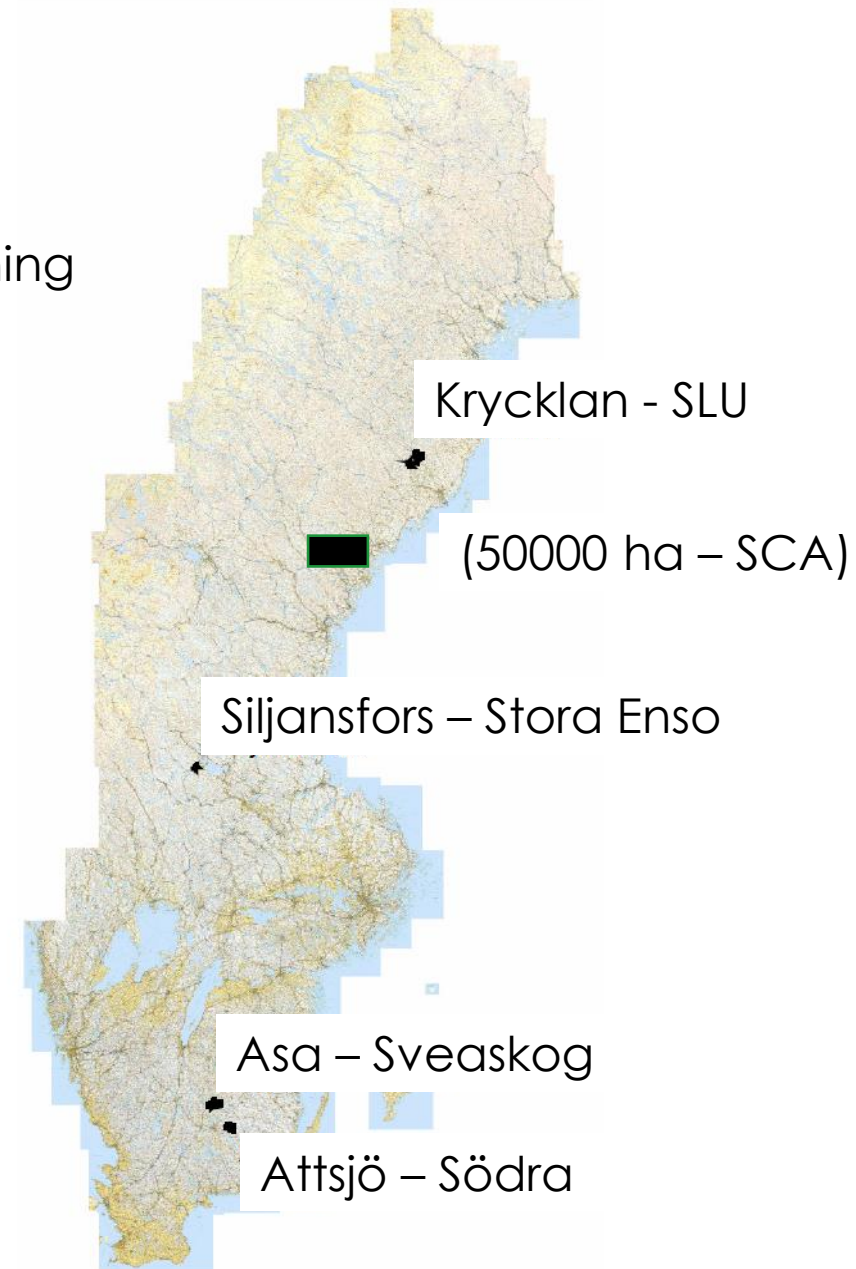 ing
Krycklan - SLU
(50000 ha – SCA)
Siljansfors – Stora Enso
Asa – Sveaskog
Attsjö – Södra